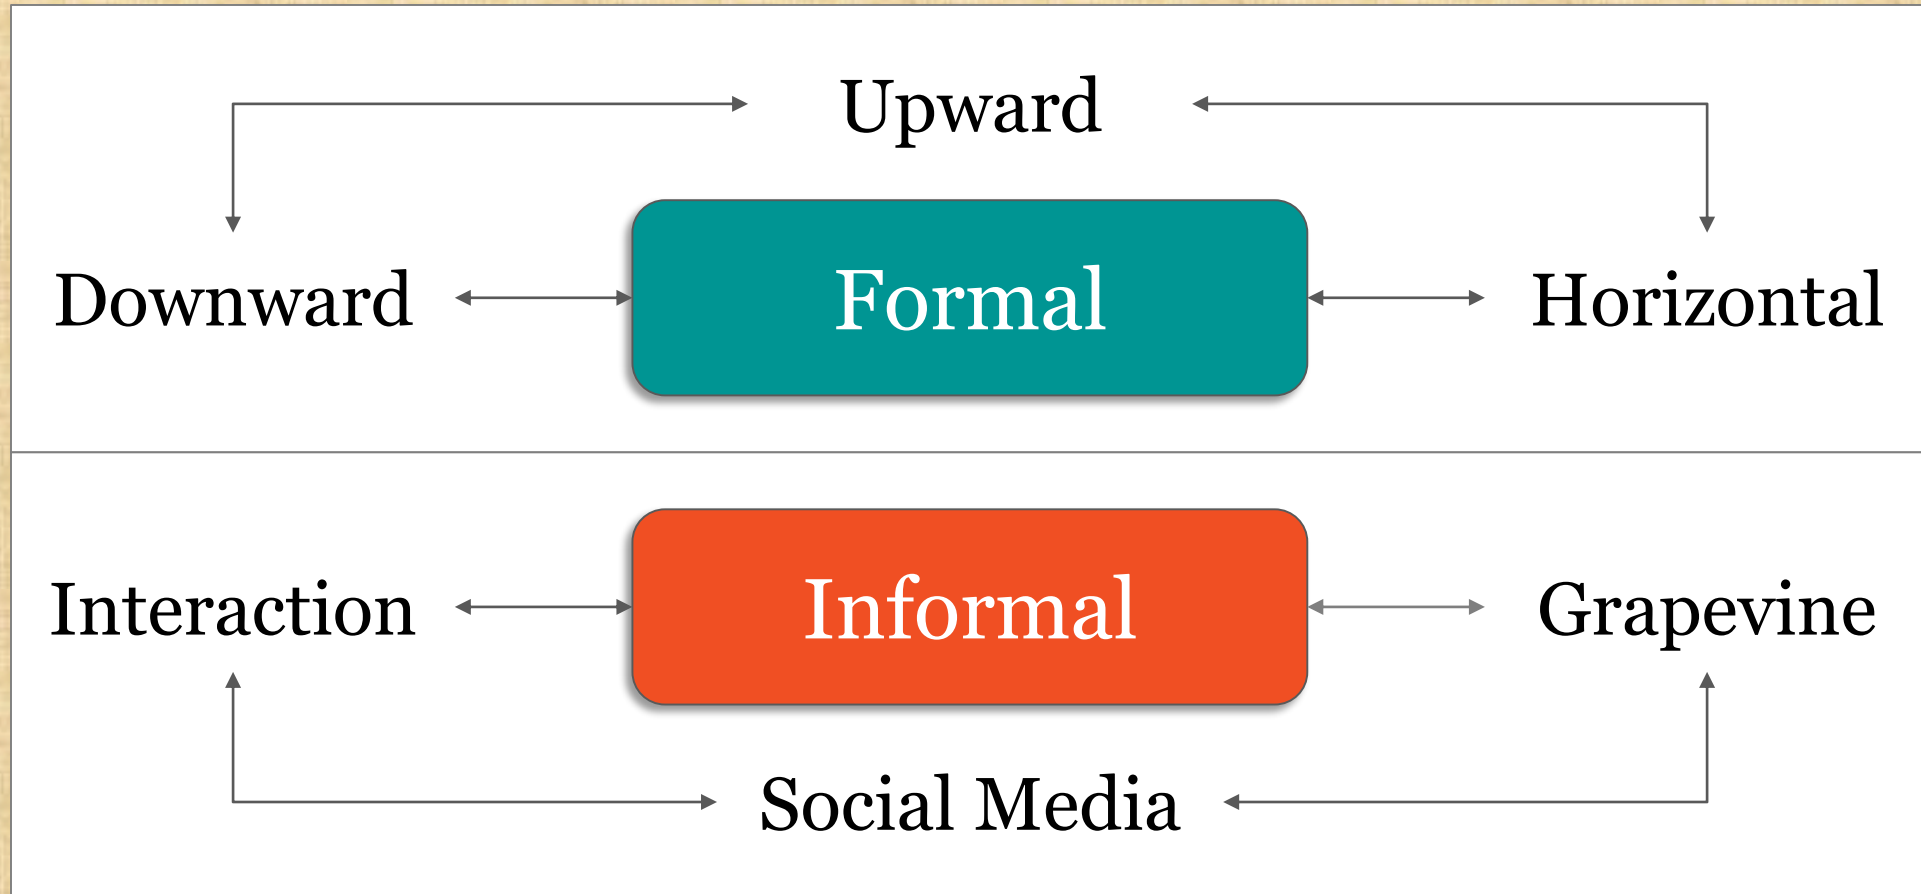 Upward
Downward
Formal
Horizontal
Interaction
Informal
Grapevine
Social Media